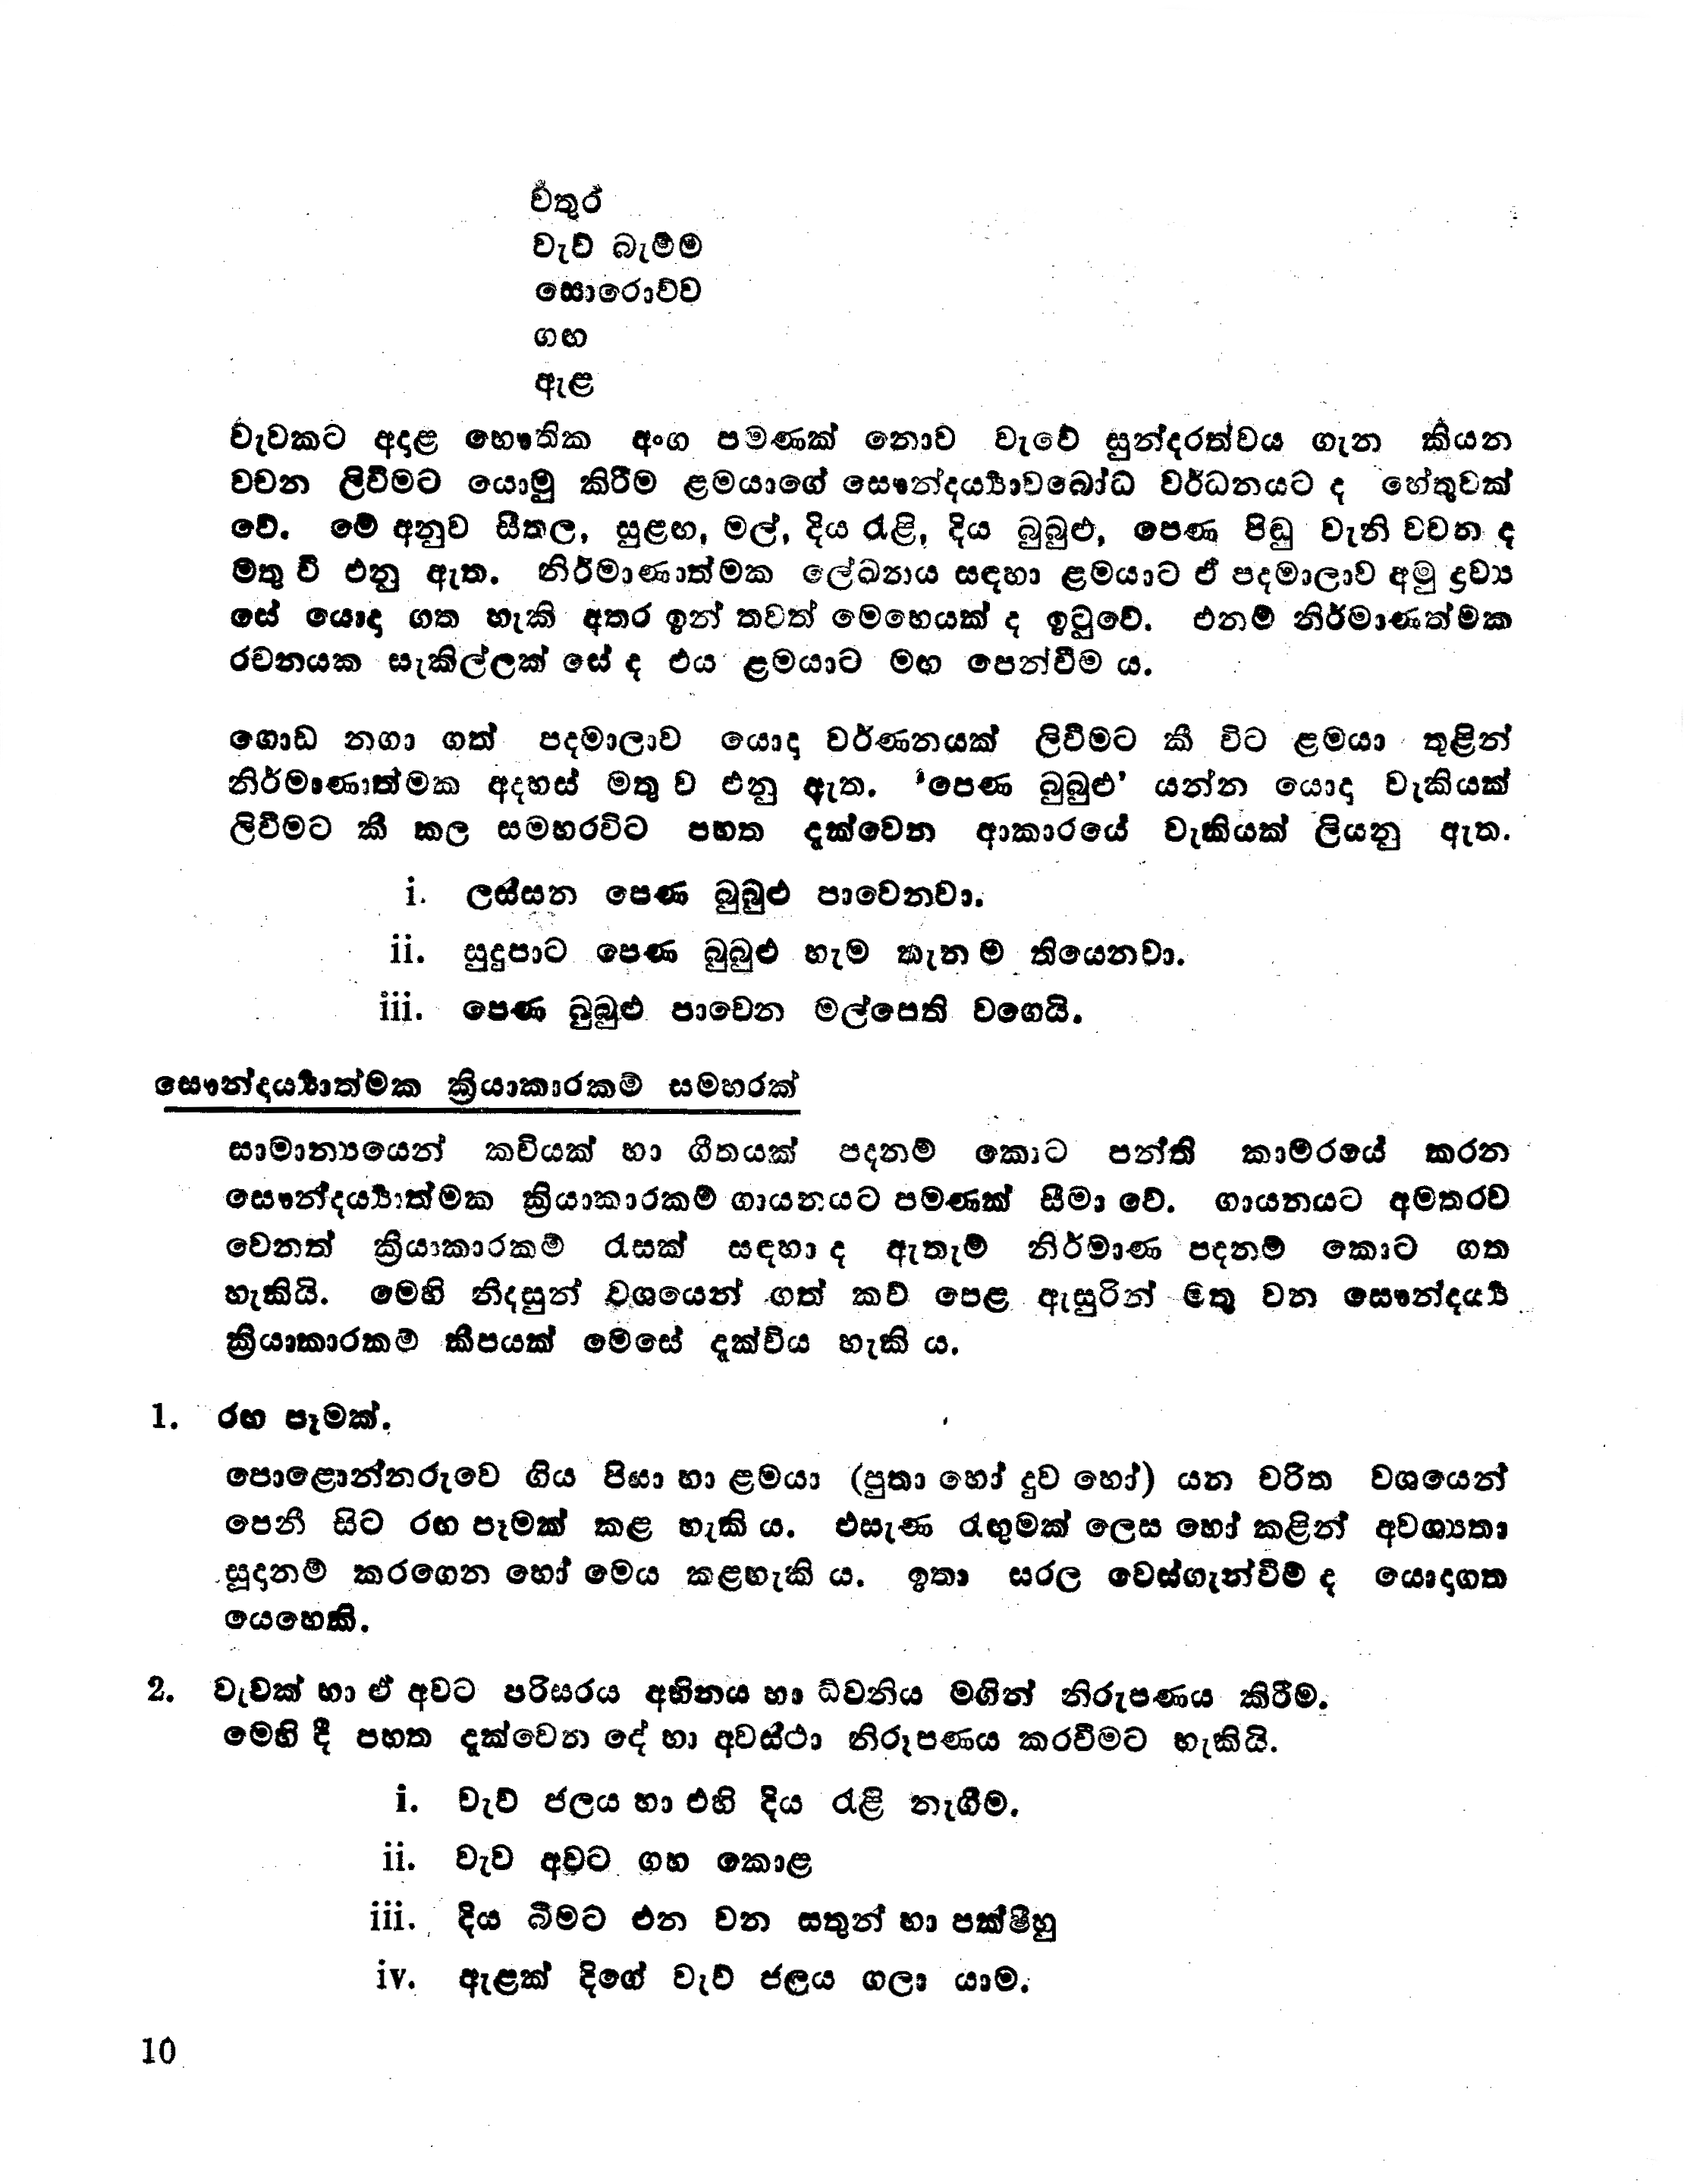 වතුර
වැව් බැම්ම
සොරොව්ව
ගඟ
ඇළ
වැවකට අදාළ භෞතික අංග පමණක් නොව වැවේ සුන්දරත්වය ගැන කියන
වචන ලිවීමට යොමු කිරීම ළමයාගේ සෞන්දර්‍ය්‍යාවබෝධ වර්ධනයට ද හේතුවක්
වේ. මේ අනුව සීතල, සුළඟ, මල්, දිය රැළි, දිය බුබුළු, පෙණ පිඬු වැනි වචන ද
මතු වී එනු ඇත. නිර්මාණාත්මක ලේඛනය සඳහා ළමයාට ඒ පදමාලාව අමු ද්‍රව්‍ය
සේ යොදා ගත හැකි අතර ඉන් තවත් මෙහෙයක් ද ඉටුවේ. එනම් නිර්මාණත්මක
රචනයක සැකිල්ලක් සේ ද එය ළමයාට මඟ පෙන්වීම ය.
ගොඩ නගා ගත් පදමාලාව යොදා වර්ණනයක් ලිවීමට කී විට ළමයා තුළින්
නිර්මාණාත්මක අදහස් මතු ව එනු ඇත. ‘පෙණ බුබුළු’ යන්න යොදා වැකියක්
ලිවීමට කී කල සමහරවිට පහත දැක්වෙන ආකාරයේ වැකියක් ලියනු ඇත.
i. ලස්සන පෙණ බුබුළු පාවෙනවා.
ii. සුදුපාට පෙණ බුබුළු හැම තැන ම තියෙනවා.
iii. පෙණ බුබුළු පාවෙන මල්පෙති වගෙයි.
සෞන්දර්‍ය්‍යාත්මක ක්‍රියාකාරකම් සමහරක්
සාමාන්‍යයෙන් කවියක් හා ගීතයක් පදනම් කොට පන්ති කාමරයේ කරන
සෞන්දර්‍ය්‍යාත්මක ක්‍රියාකාරකම් ගායනයට පමණක් සීමා වේ. ගායනයට අමතරව
වෙනත් ක්‍රියාකාරකම් රැසක් සඳහා ද ඇතැම් නිර්මාණ පදනම් කොට ගත
හැකියි. මෙහි නිදසුන් වශයෙන් ගත් කවි පෙළ ඇසුරින් මතු වන සෞන්දර්‍ය්‍ය
ක්‍රියාකාරකම් කීපයක් මෙසේ දැක්විය හැකි ය.
1. රඟ පෑමක්.
පොළොන්නරුවෙ ගිය පියා හා ළමයා (පුතා හෝ දුව හෝ) යන චරිත වශයෙන්
පෙනී සිට රඟ පෑමක් කළ හැකි ය. එසැණ රැඟුමක් ලෙස හෝ කළින් අවශ්‍යතා
සූදානම් කරගෙන හෝ මෙය කළහැකි ය. ඉතා සරල වෙස්ගැන්වීම් ද යොදාගත
යෙහෙකි.
2. වැවක් හා ඒ අවට පරිසරය අභිනය හා ධ්වනිය මගින් නිරුපණය කිරීම.
මෙහි දී පහත දැක්වෙන දේ හා අවස්ථා නිරූපණය කරවීමට හැකියි.
i. වැව් ජලය හා එහි දිය රැළි නැගීම.
ii. වැව අවට ගහ කොළ
iii. දිය බීමට එන වන සතුන් හා පක්ෂීහු
iv. ඇළක් දිගේ වැව් ජළය ගලා යාම.
10